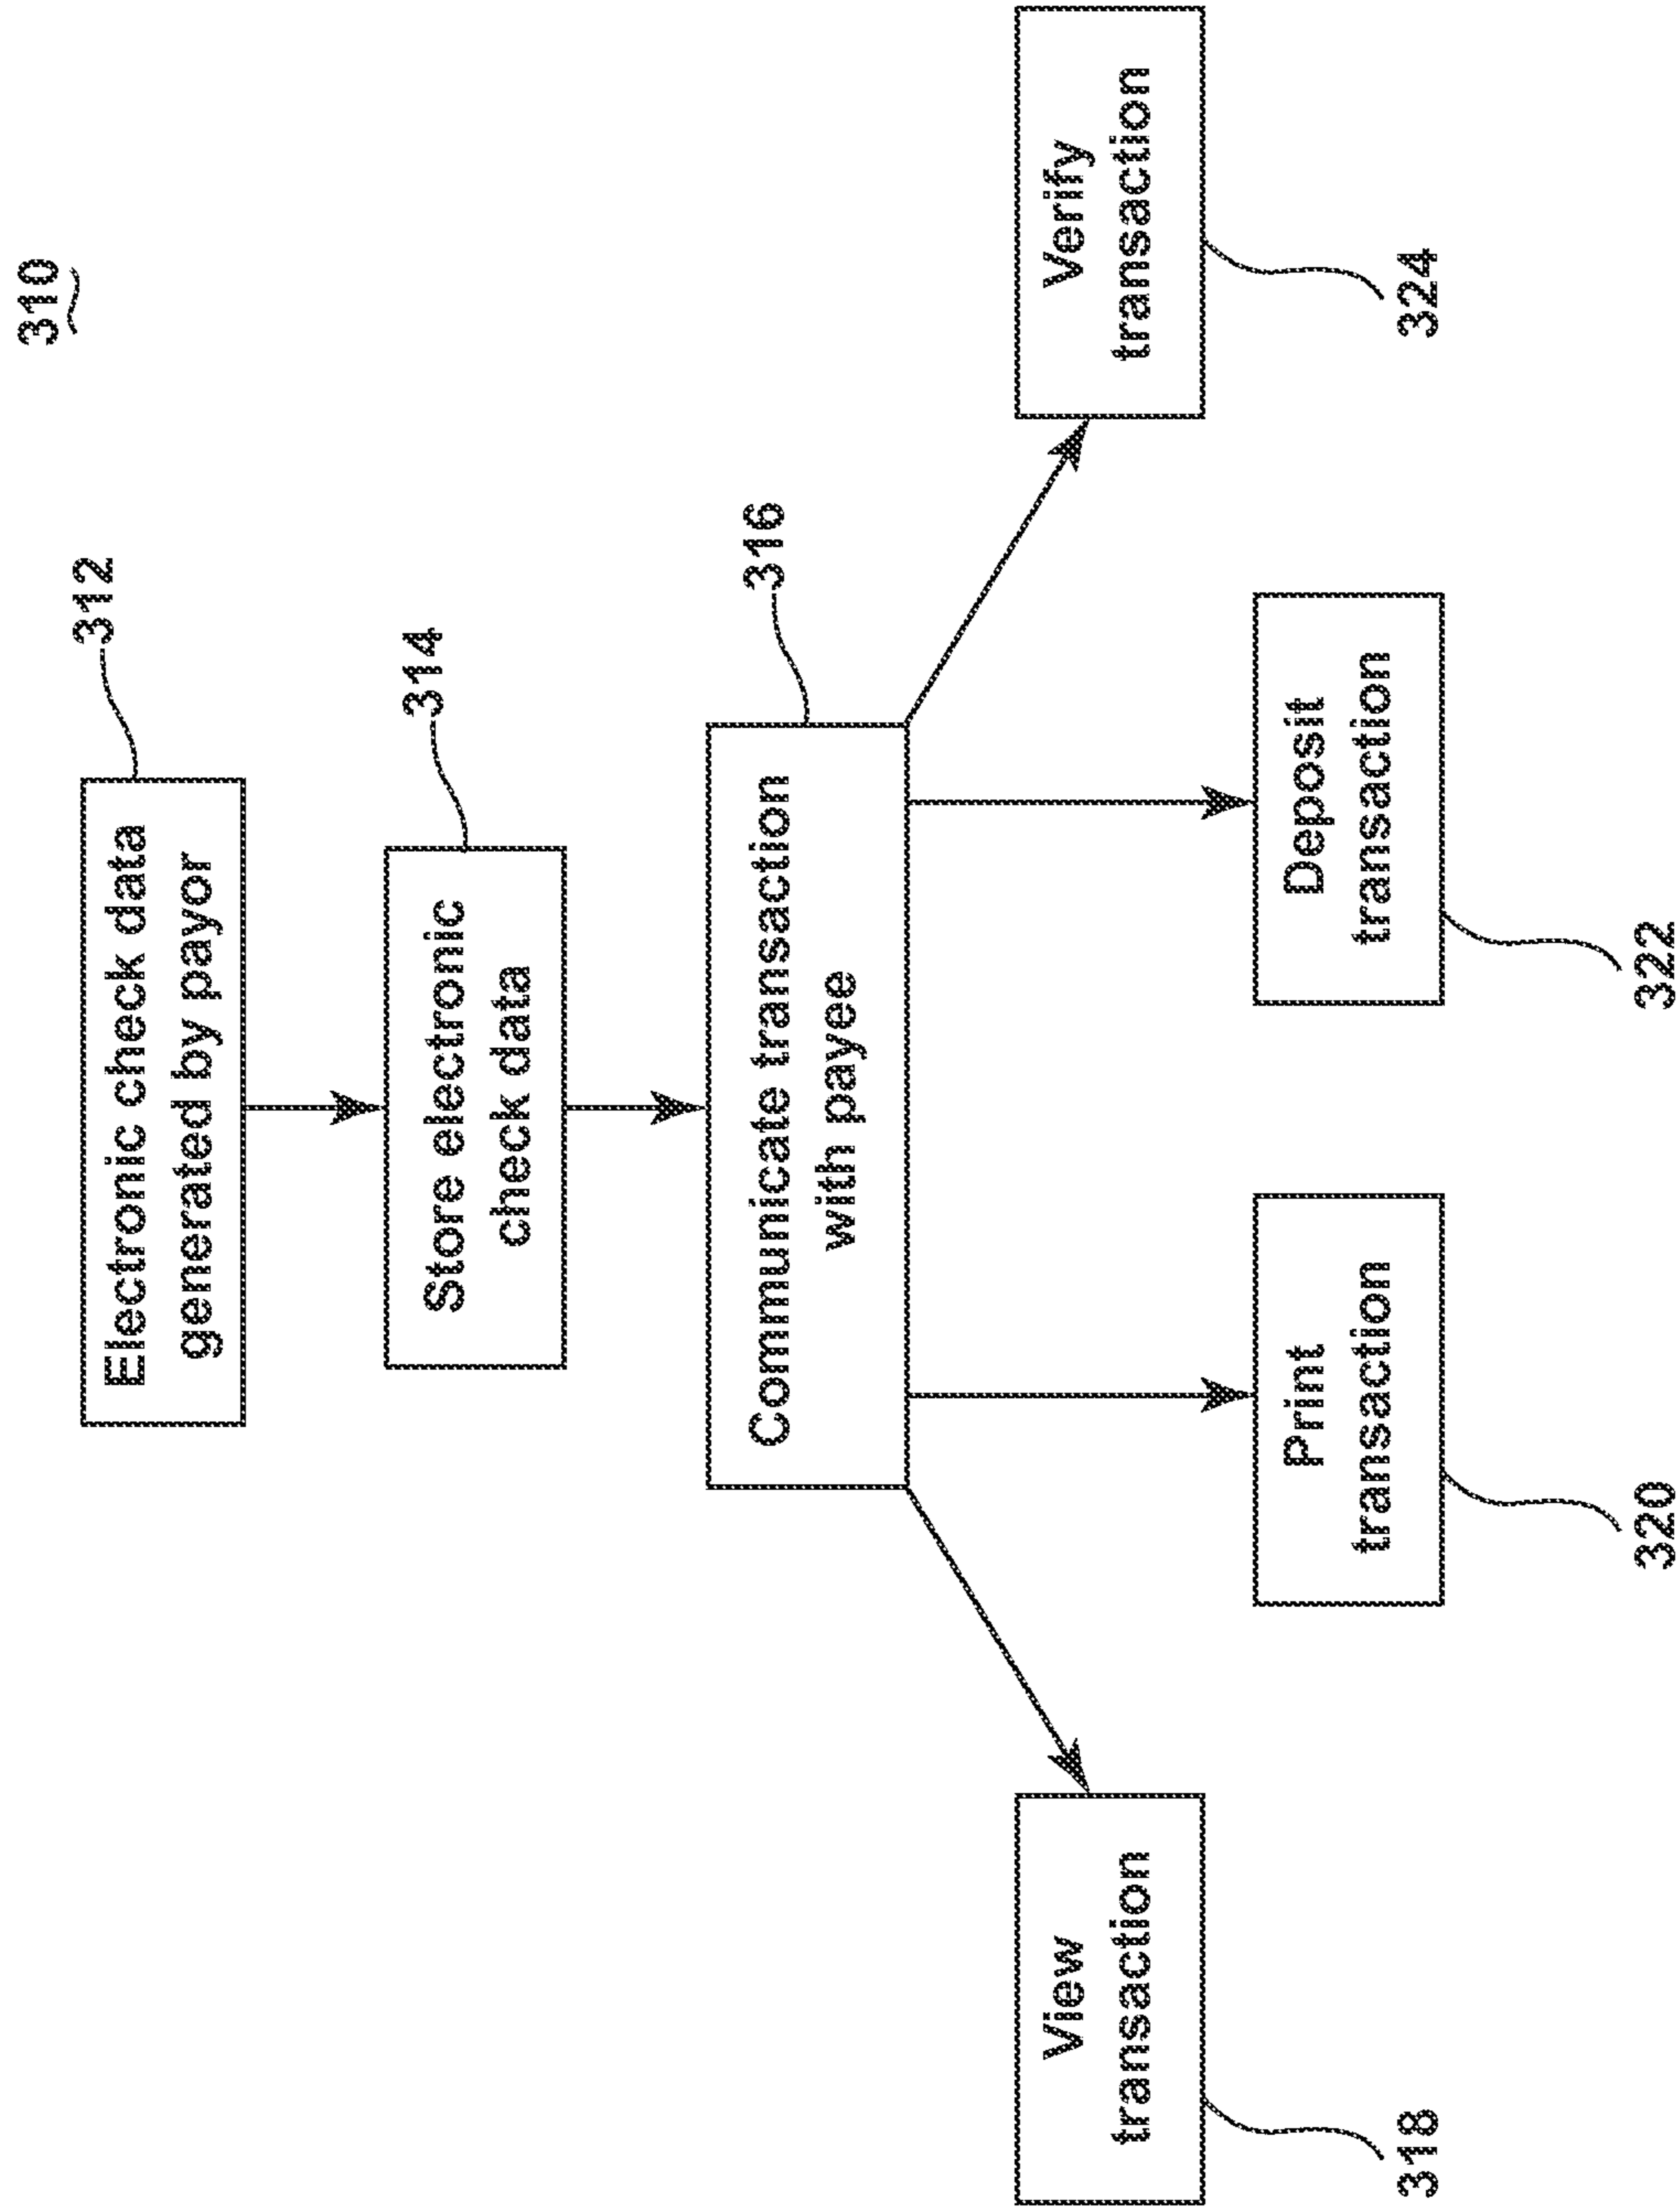 310
312
Electronic check data
generated by payor
314
Store electronic
check data
316
Communicate transaction
with payee
View
transaction
318
Print
transaction
320
Deposit
transaction
322
Verify
transaction
324